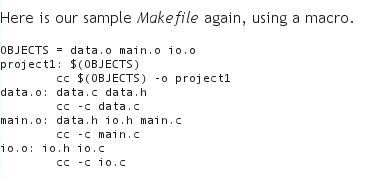 Here is our sample Makefile again, using a macro.
OBJECTS = data.o main.o io.o
project1: $(OBJECTS)
        cc $(OBJECTS) -o project1
data.o: data.c data.h
        cc -c data.c
main.o: data.h io.h main.c
        cc -c main.c
io.o: io.h io.c
        cc -c io.c